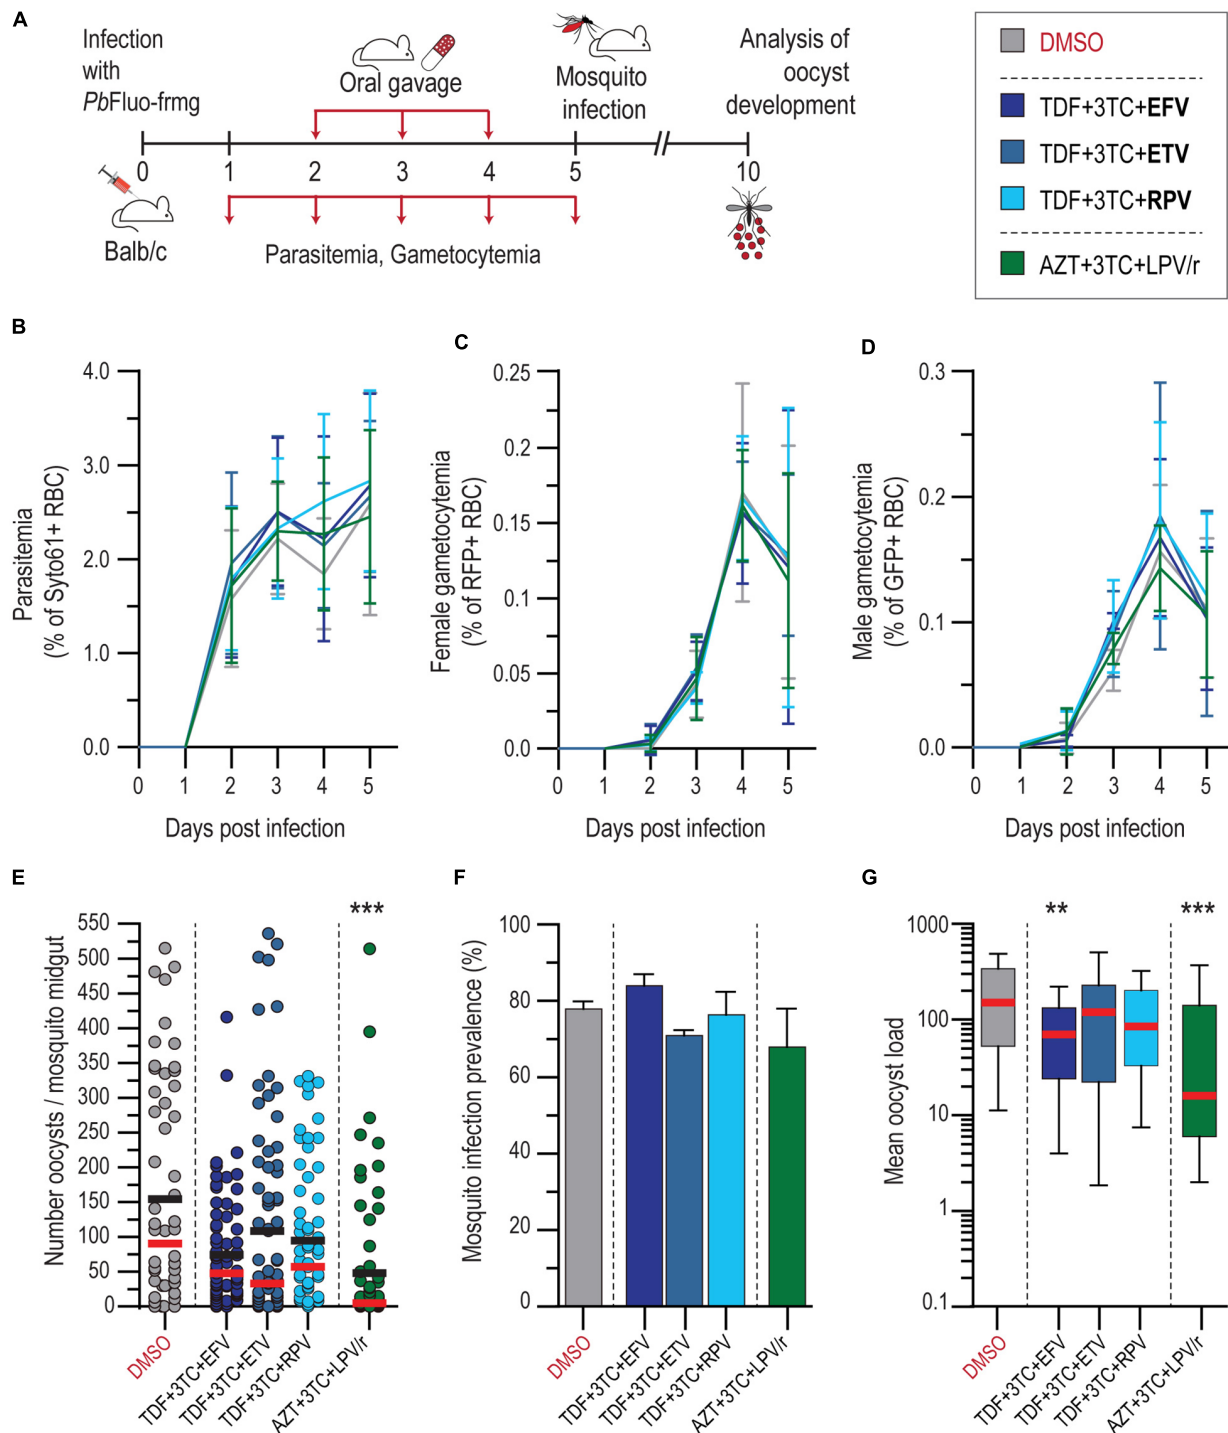 A
Infection
with
PbFluo-frmg
Oral gavage
Mosquito
infection
Analysis of
oocyst
development
0
1
2
3
4
5
10
Balb/c
Parasitemia, Gametocytemia
DMSO
TDF+3TC+EFV
TDF+3TC+ETV
TDF+3TC+RPV
AZT+3TC+LPV/r
B
Parasitemia
(% of Syto61+ RBC)
4.0
3.0
2.0
1.0
0.0
0 1 2 3 4 5
Days post infection
C
Female gametocytemia
(% of RFP+ RBC)
0.25
0.2
0.15
0.1
0.05
0.0
0 1 2 3 4 5
Days post infection
D
Male gametocytemia
(% of GFP+ RBC)
0.3
0.2
0.1
0.0
0 1 2 3 4 5
Days post infection
E
Number oocysts / mosquito midgut
550
500
450
400
350
300
250
200
150
100
50
0
***
DMSO
TDF+3TC+EFV
TDF+3TC+ETV
TDF+3TC+RPV
AZT+3TC+LPV/r
F
Mosquito infection prevalence (%)
100
80
60
40
20
0
DMSO
TDF+3TC+EFV
TDF+3TC+ETV
TDF+3TC+RPV
AZT+3TC+LPV/r
G
Mean oocyst load
1000
100
10
1
0.1
**
***
DMSO
TDF+3TC+EFV
TDF+3TC+ETV
TDF+3TC+RPV
AZT+3TC+LPV/r